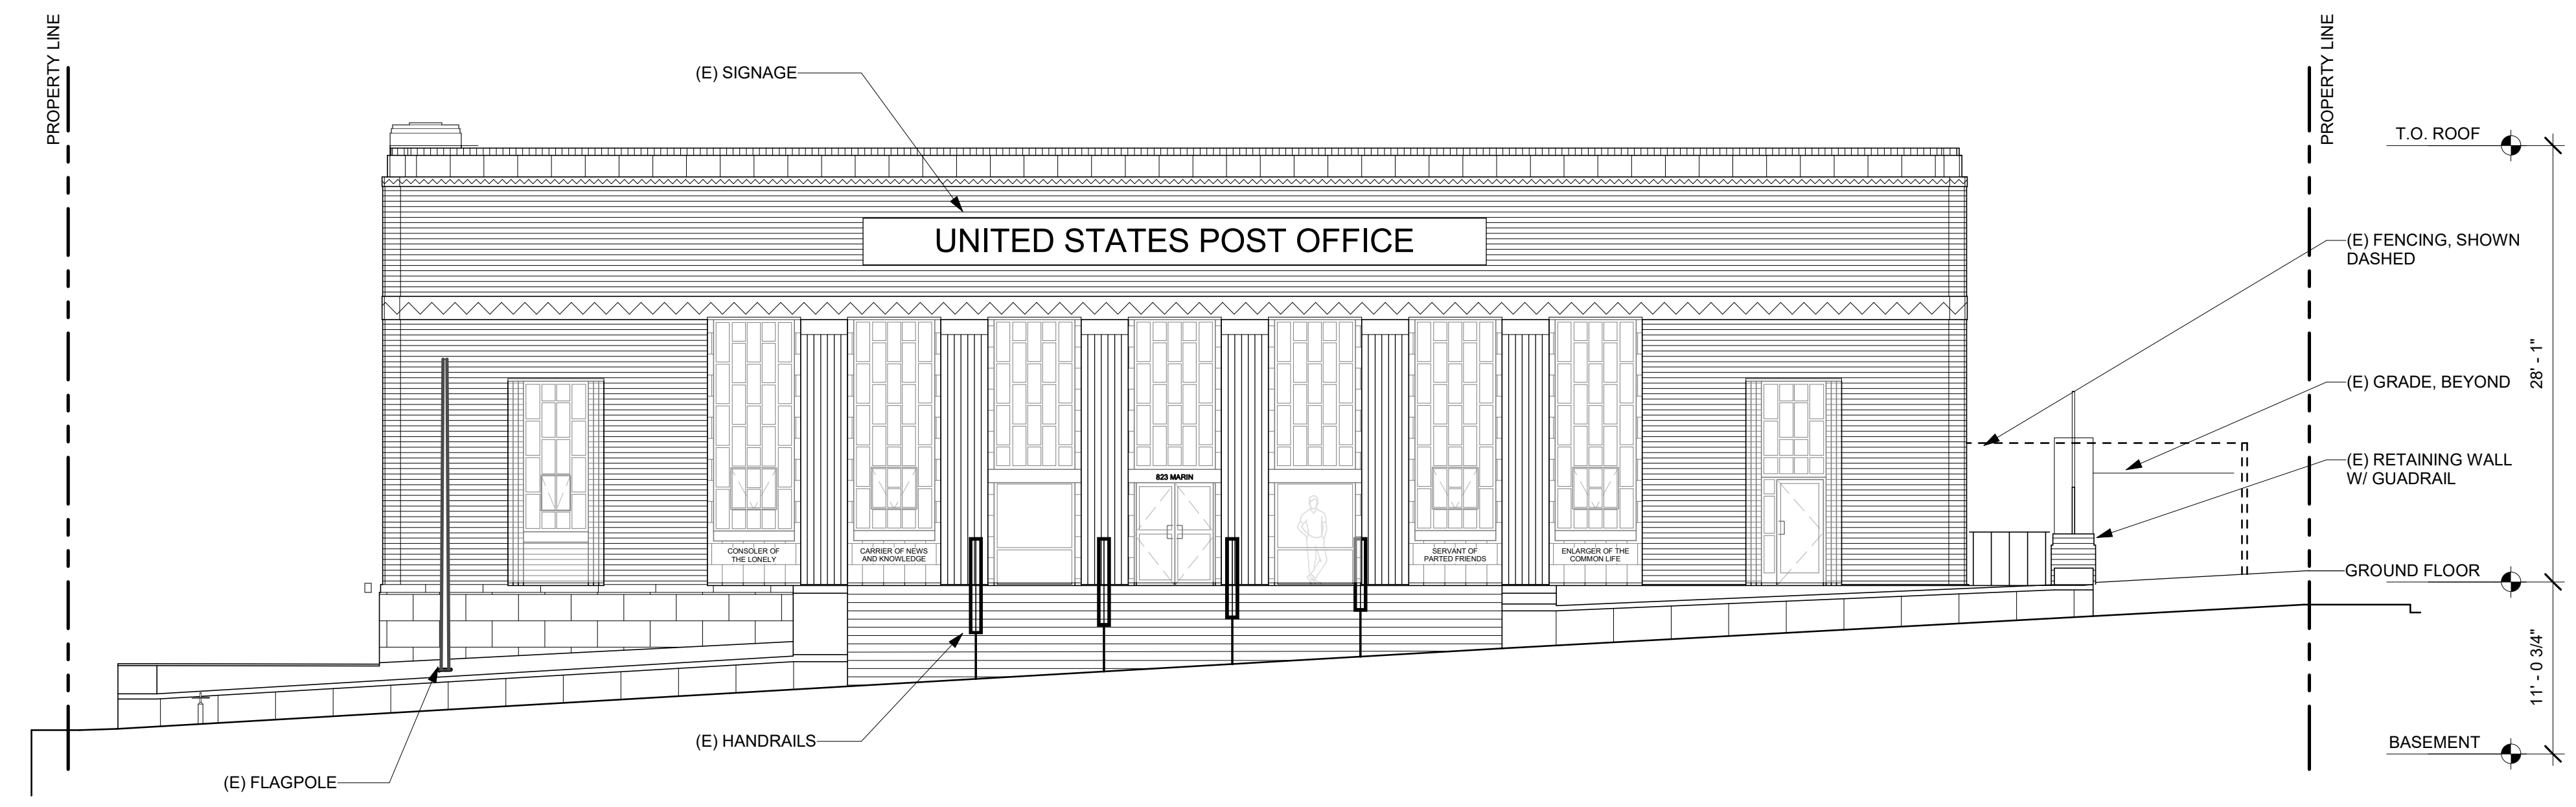 PROPERTY LINE
PROPERTY LINE
(E) SIGNAGE
T.O. ROOF
UNITED STATES POST OFFICE
(E) FENCING, SHOWN
DASHED
28' - 1"
(E) GRADE, BEYOND
(E) RETAINING WALL
W/ GUADRAIL
823 MARIN
CONSOLER OF
THE LONELY
CARRIER OF NEWS
AND KNOWLEDGE
SERVANT OF
PARTED FRIENDS
ENLARGER OF THE
COMMON LIFE
GROUND FLOOR
11' - 0 3/4"
(E) HANDRAILS
BASEMENT
(E) FLAGPOLE